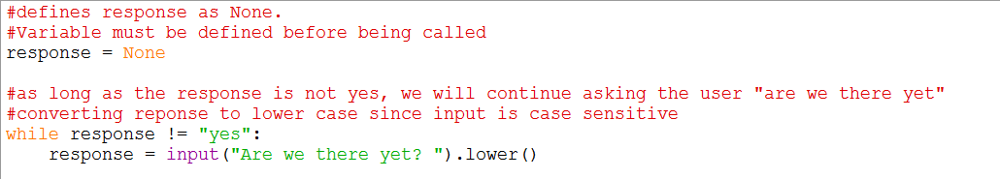 #defines response as None.
#Variable must be defined before being called
response = None
#as long as the response is not yes, we will continue asking the user "are we there yet"
#converting reponse to lower case since input is case sensitive
while response != "yes":
    response = input("Are we there yet? ").lower()